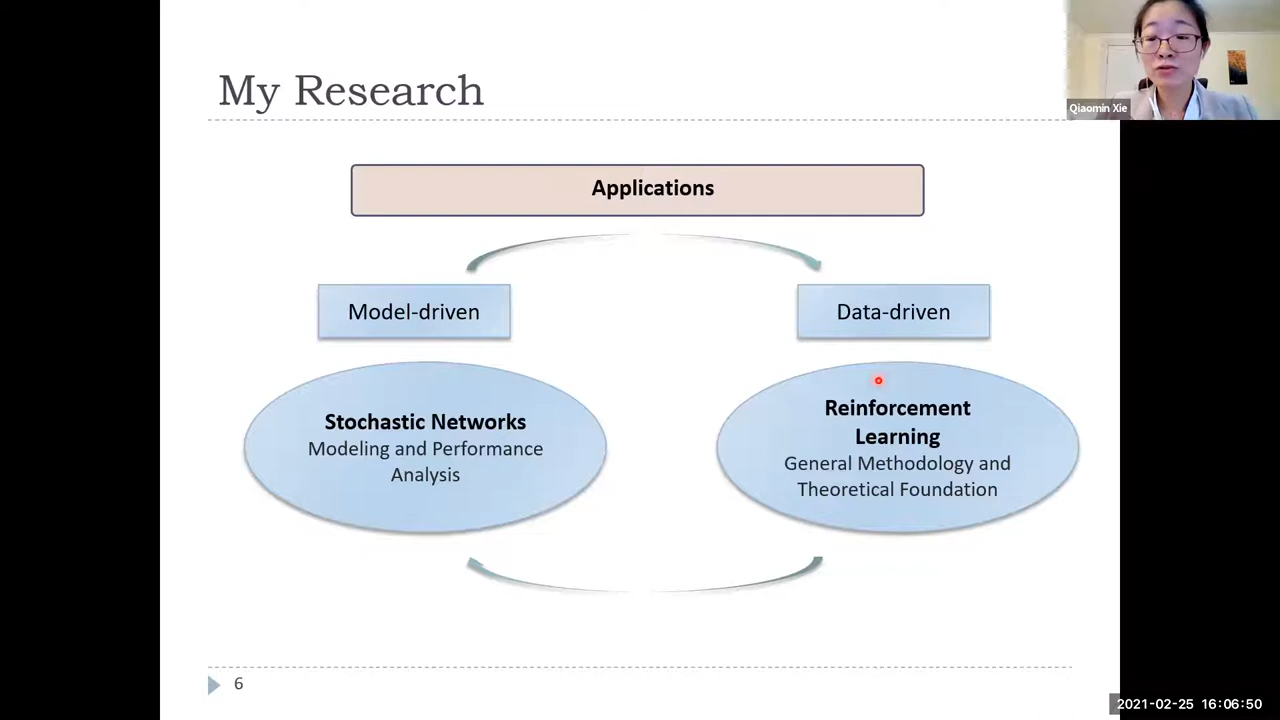 My Research
Qiaomin Xie
Applications
Model-driven
Data-driven
Stochastic Networks
Modeling and Performance
Analysis
Reinforcement
Learning
General Methodology and
Theoretical Foundation
6
2021-02-25 16:06:50